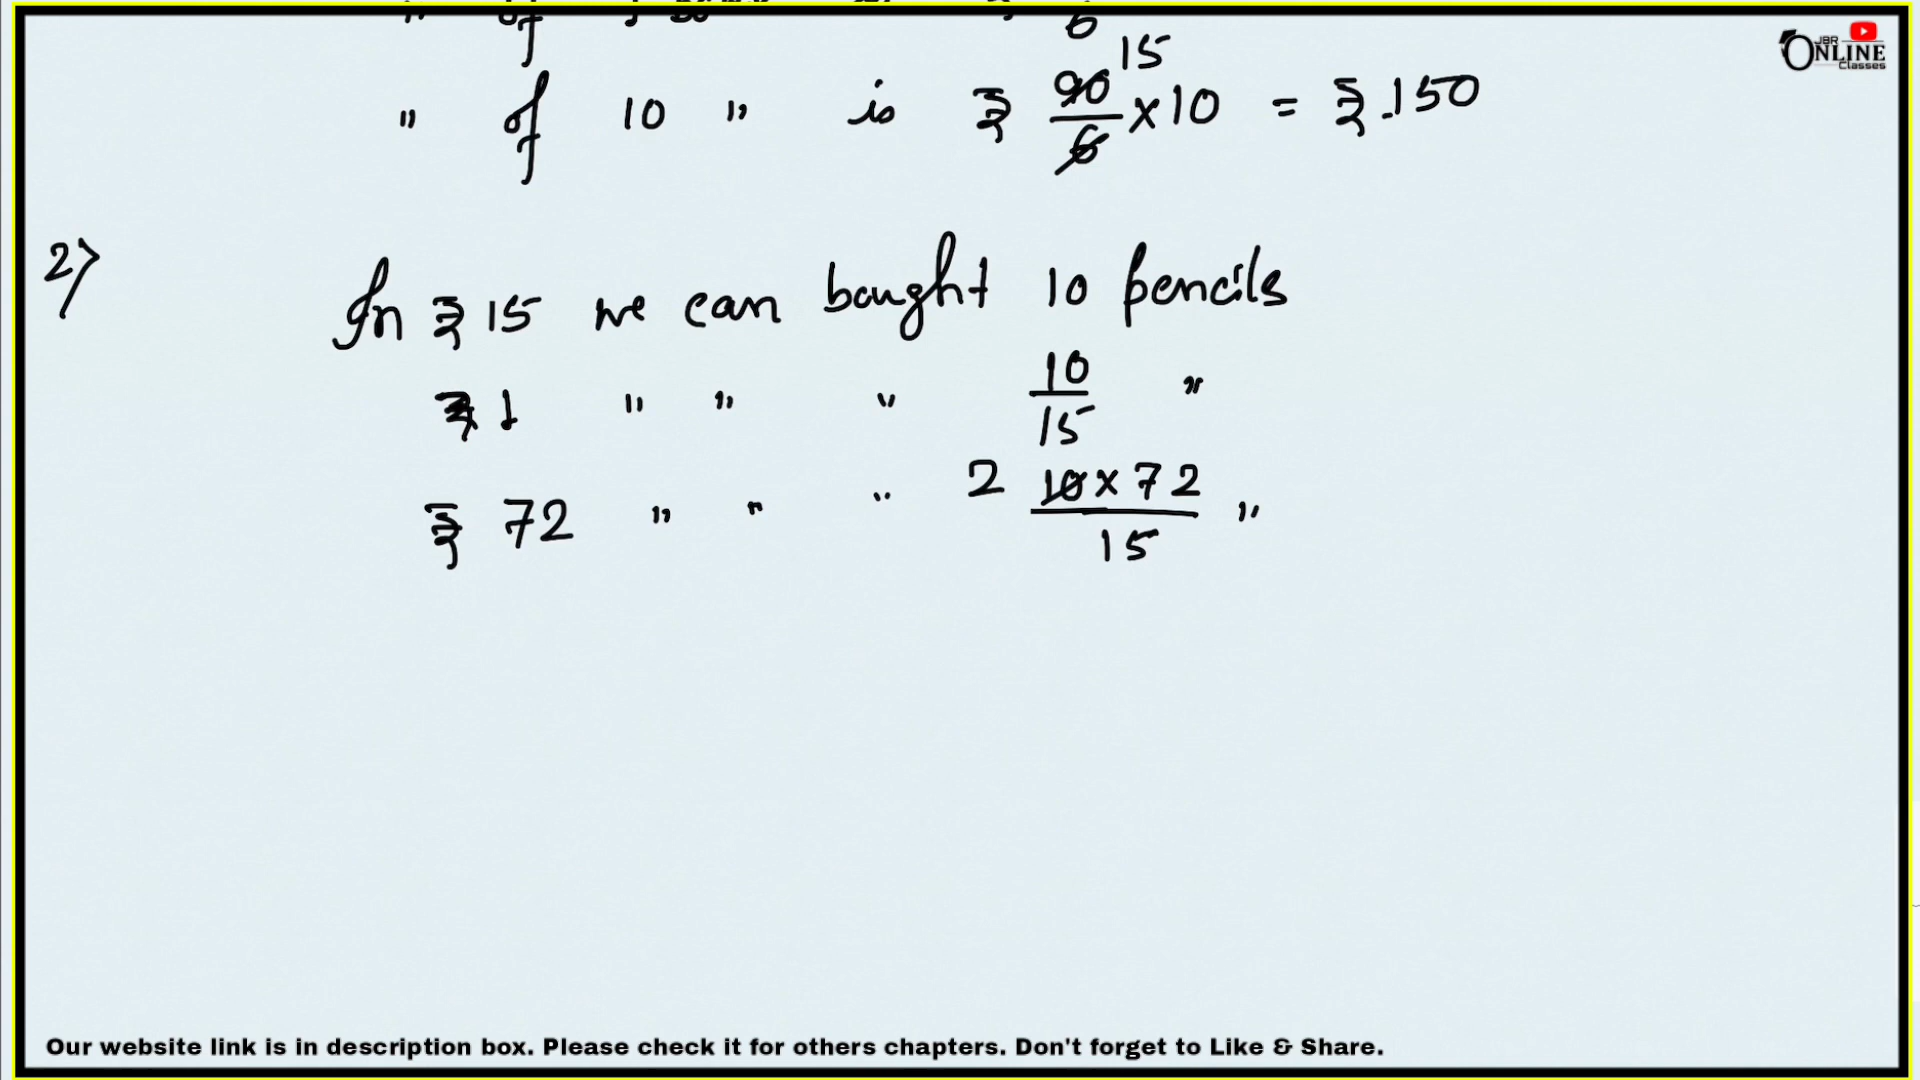 JBR
ONLINE
Classes
15
" of 10 " is ₹ 90/6 × 10 = ₹.150
2)
In ₹ 15 we can bought 10 pencils
₹ 1 " " " 10/15 "
₹ 72 " " " 2 10×72/15 "
Our website link is in description box. Please check it for others chapters. Don't forget to Like & Share.